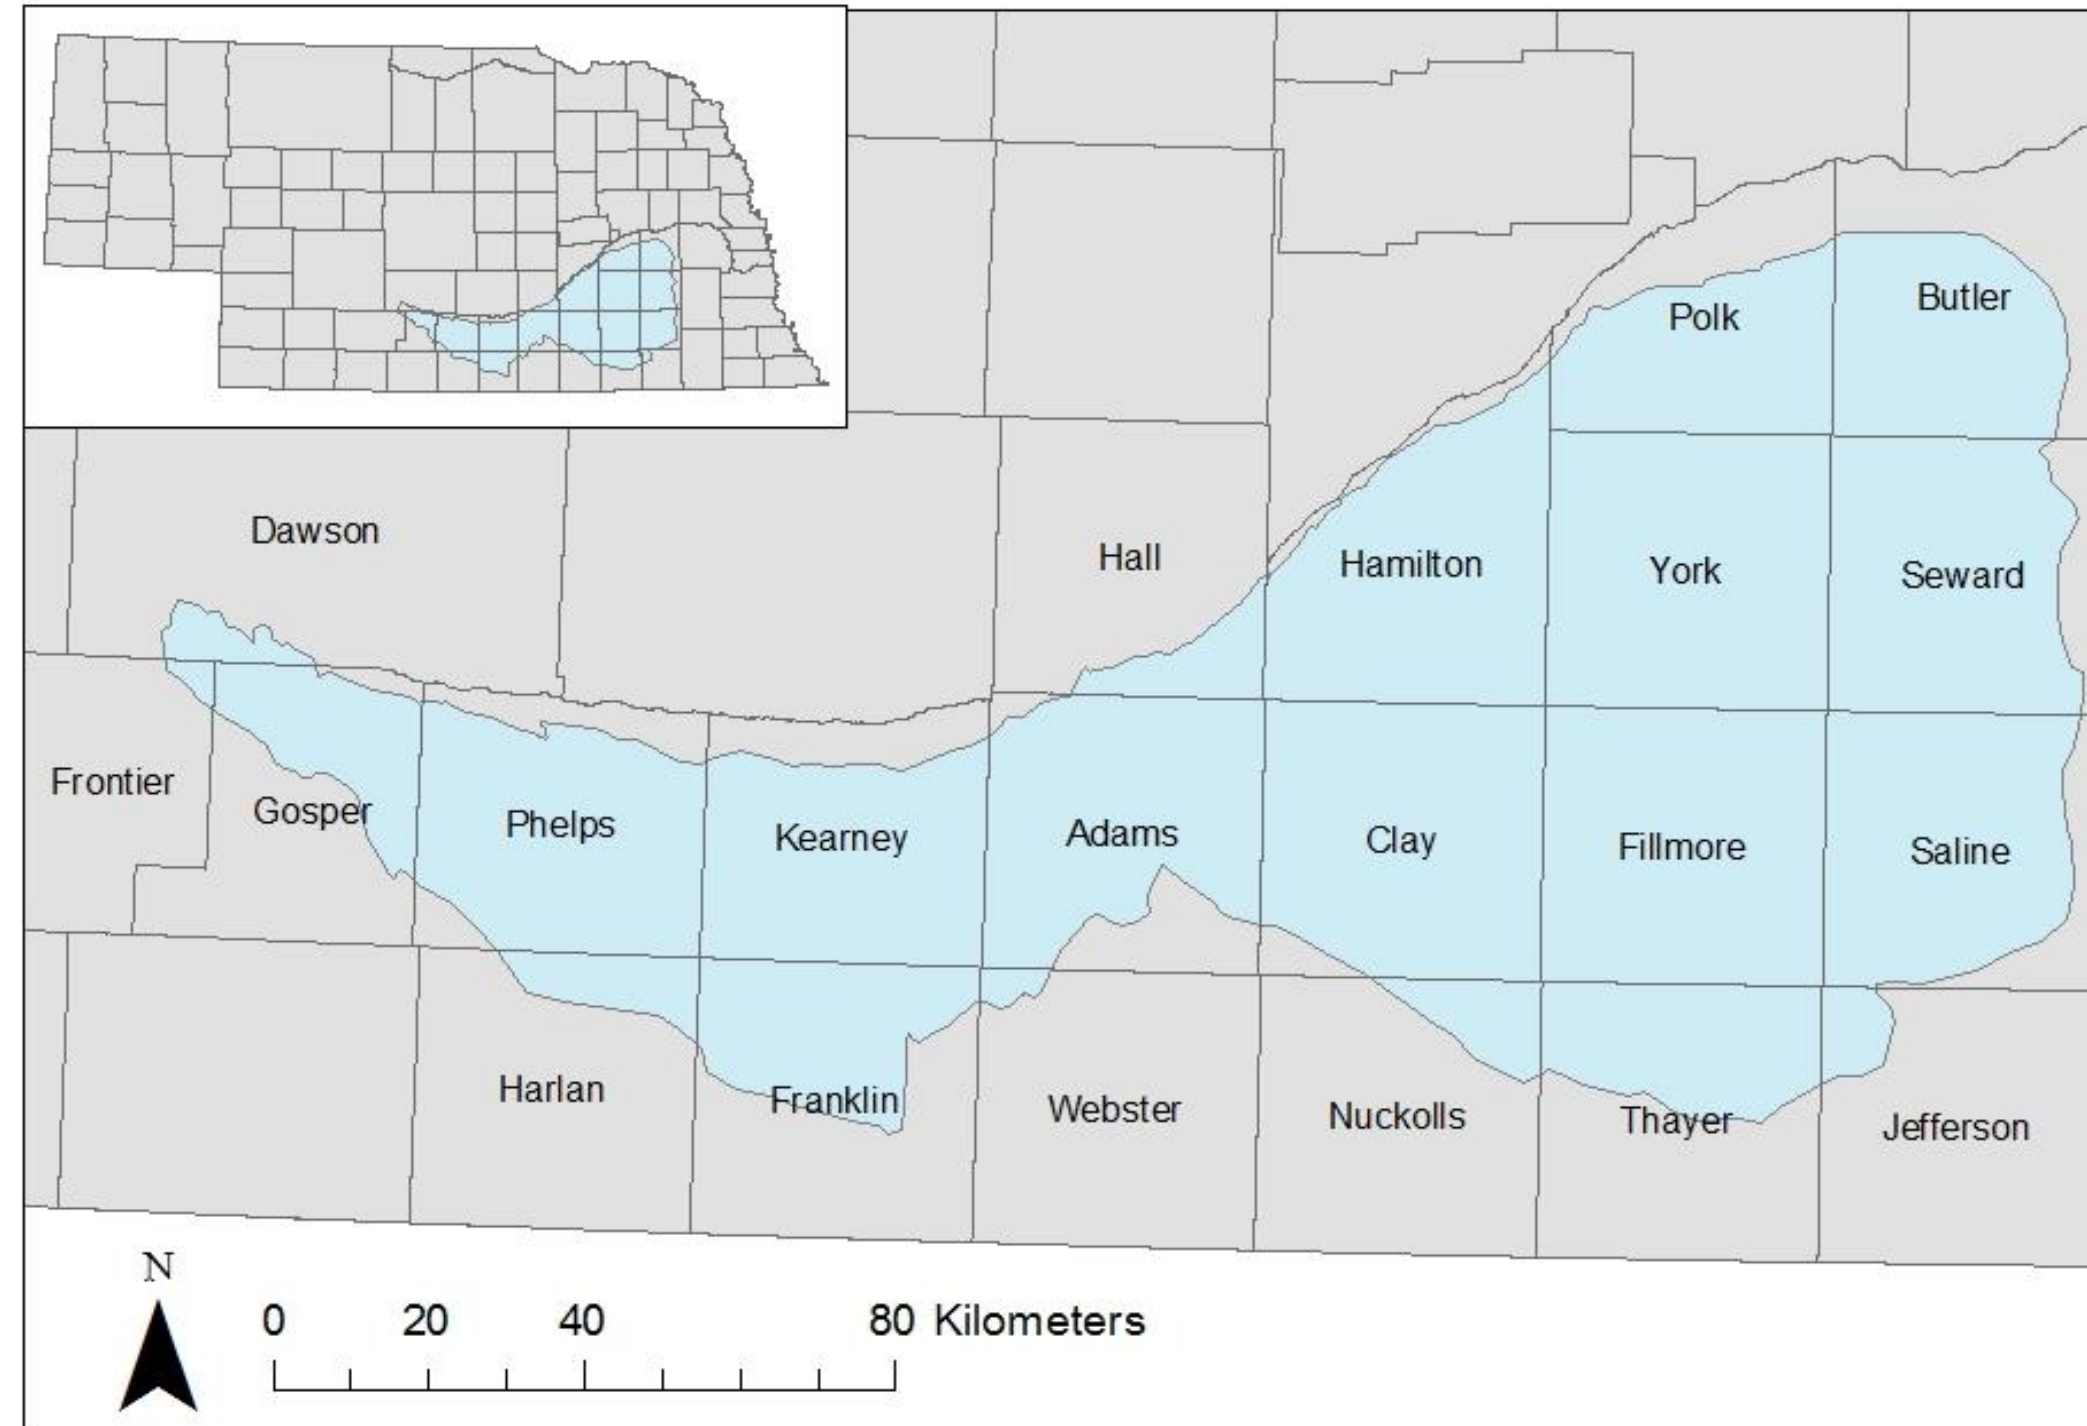 Butler
Polk
Dawson
Hall
Hamilton
York
Seward
Frontier
Gosper
Phelps
Kearney
Adams
Clay
Fillmore
Saline
Harlan
Franklin
Webster
Nuckolls
Thayer
Jefferson
N
0 20 40 80 Kilometers